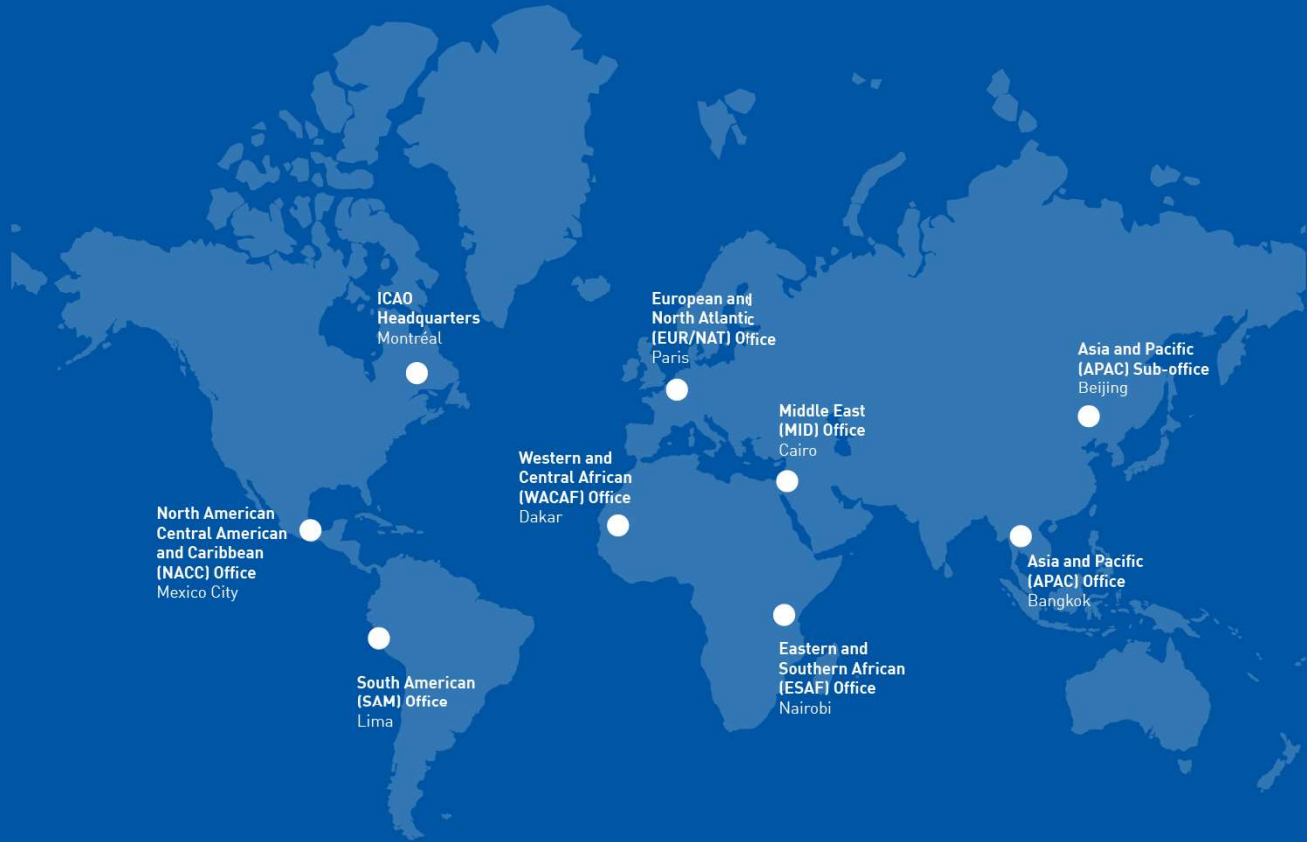 ICAO
Headquarters
Montréal
European and
North Atlantic
(EUR/NAT) Office
Paris
Asia and Pacific
(APAC) Sub-office
Beijing
Middle East
(MID) Office
Cairo
Western and
Central African
(WACAF) Office
Dakar
North American
Central American
and Caribbean
(NACC) Office
Mexico City
Asia and Pacific
(APAC) Office
Bangkok
South American
(SAM) Office
Lima
Eastern and
Southern African
(ESAF) Office
Nairobi